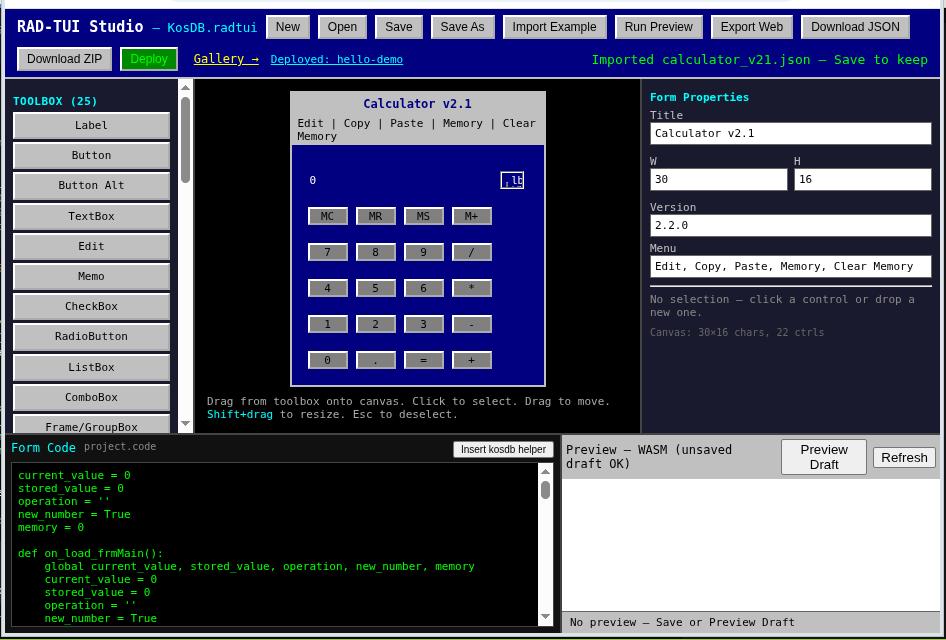 RAD-TUI Studio — KosDB.radtui New Open Save Save As Import Example Run Preview Export Web Download JSON
Download ZIP Deploy Gallery → Deployed: hello-demo Imported calculator_v21.json — Save to keep
TOOLBOX (25)
Label
Button
Button Alt
TextBox
Edit
Memo
CheckBox
RadioButton
ListBox
ComboBox
Frame/GroupBox
Calculator v2.1
Edit | Copy | Paste | Memory | Clear
Memory
0
MC MR MS M+
7 8 9 /
4 5 6 *
1 2 3 -
0 . = +
Drag from toolbox onto canvas. Click to select. Drag to move.
Shift+drag to resize. Esc to deselect.
Form Properties
Title
Calculator v2.1
W H
30 16
Version
2.2.0
Menu
Edit, Copy, Paste, Memory, Clear Memory
No selection — click a control or drop a
new one.
Canvas: 30×16 chars, 22 ctrls
Form Code project.code Insert kosdb helper
current_value = 0
stored_value = 0
operation = ''
new_number = True
memory = 0
def on_load_frmMain():
global current_value, stored_value, operation, new_number, memory
current_value = 0
stored_value = 0
operation = ''
new_number = True
Preview — WASM (unsaved
draft OK)
Preview
Draft
Refresh
No preview — Save or Preview Draft